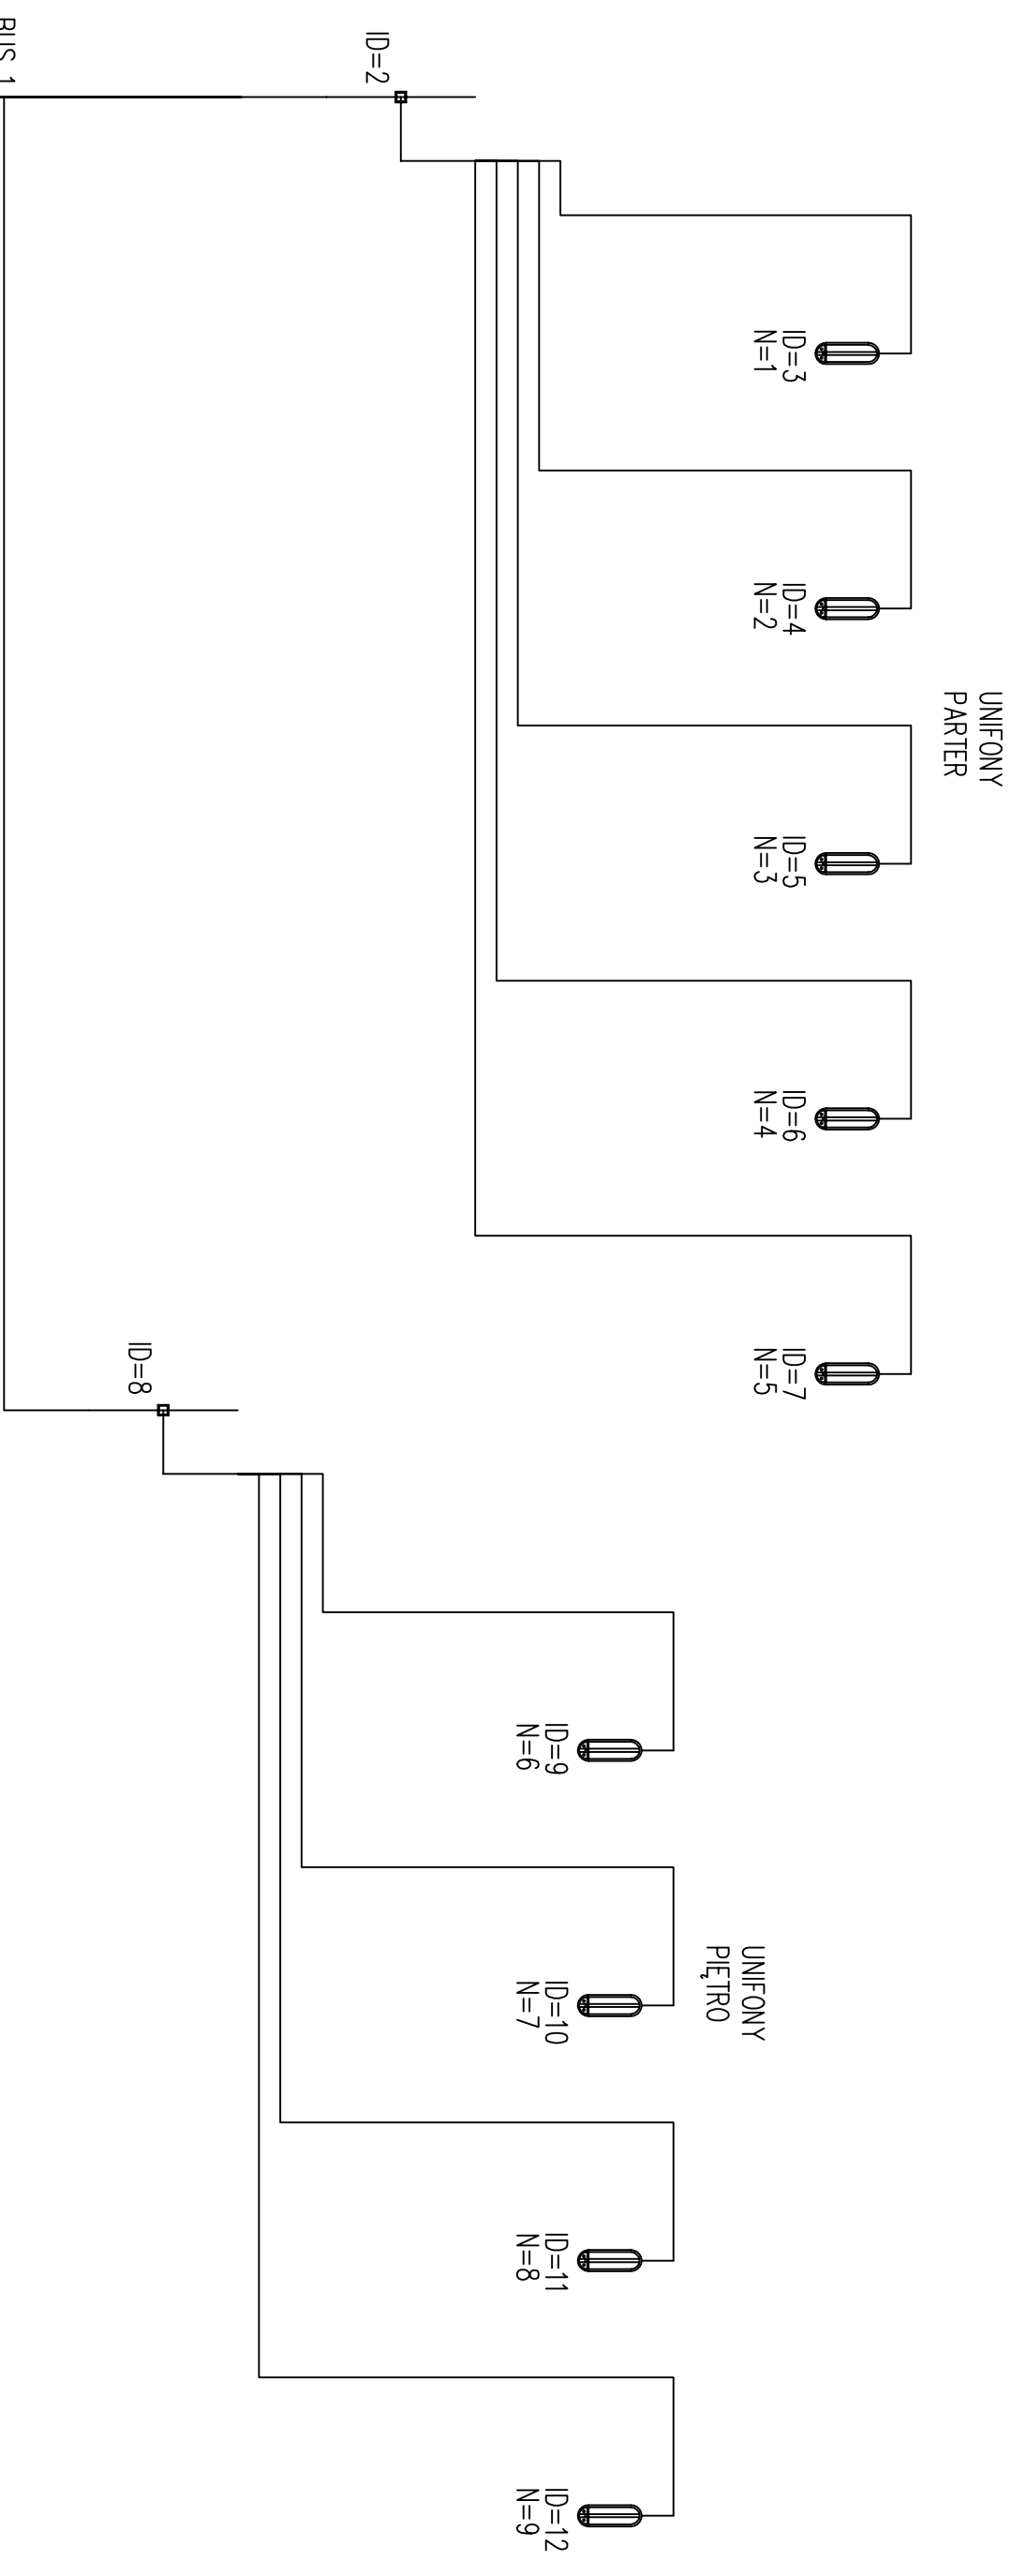 UNIFONY
PARTER
ID=3
N=1
ID=4
N=2
ID=5
N=3
ID=6
N=4
ID=7
N=5
ID=2
UNIFONY
PIĘTRO
ID=9
N=6
ID=10
N=7
ID=11
N=8
ID=12
N=9
ID=8
BUS 1